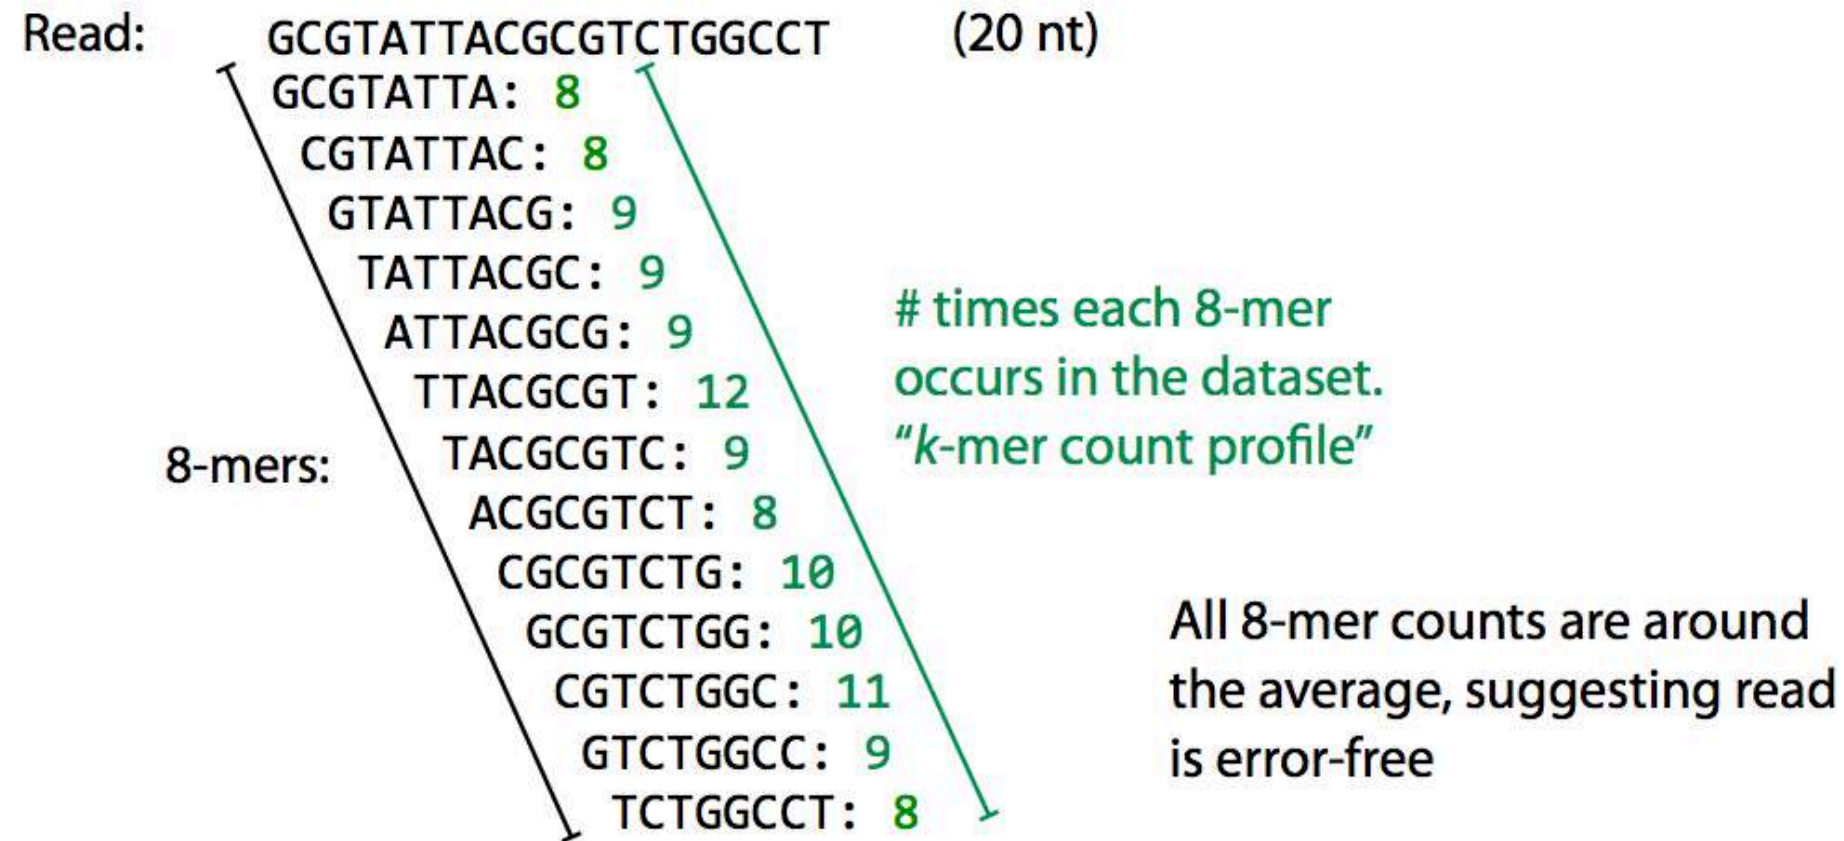 Read: GCGTATTACGCGTCTGGCCT (20 nt)
GCGTATTA: 8
CGTATTAC: 8
GTATTACG: 9
TATTACGC: 9
ATTACGCG: 9
TTACGCGT: 12
TACGCGTC: 9
ACGCGTCT: 8
CGCGTCTG: 10
GCGTCTGG: 10
CGTCTGGC: 11
GTCTGGCC: 9
TCTGGCCT: 8
8-mers:
# times each 8-mer
occurs in the dataset.
“k-mer count profile”
All 8-mer counts are around
the average, suggesting read
is error-free